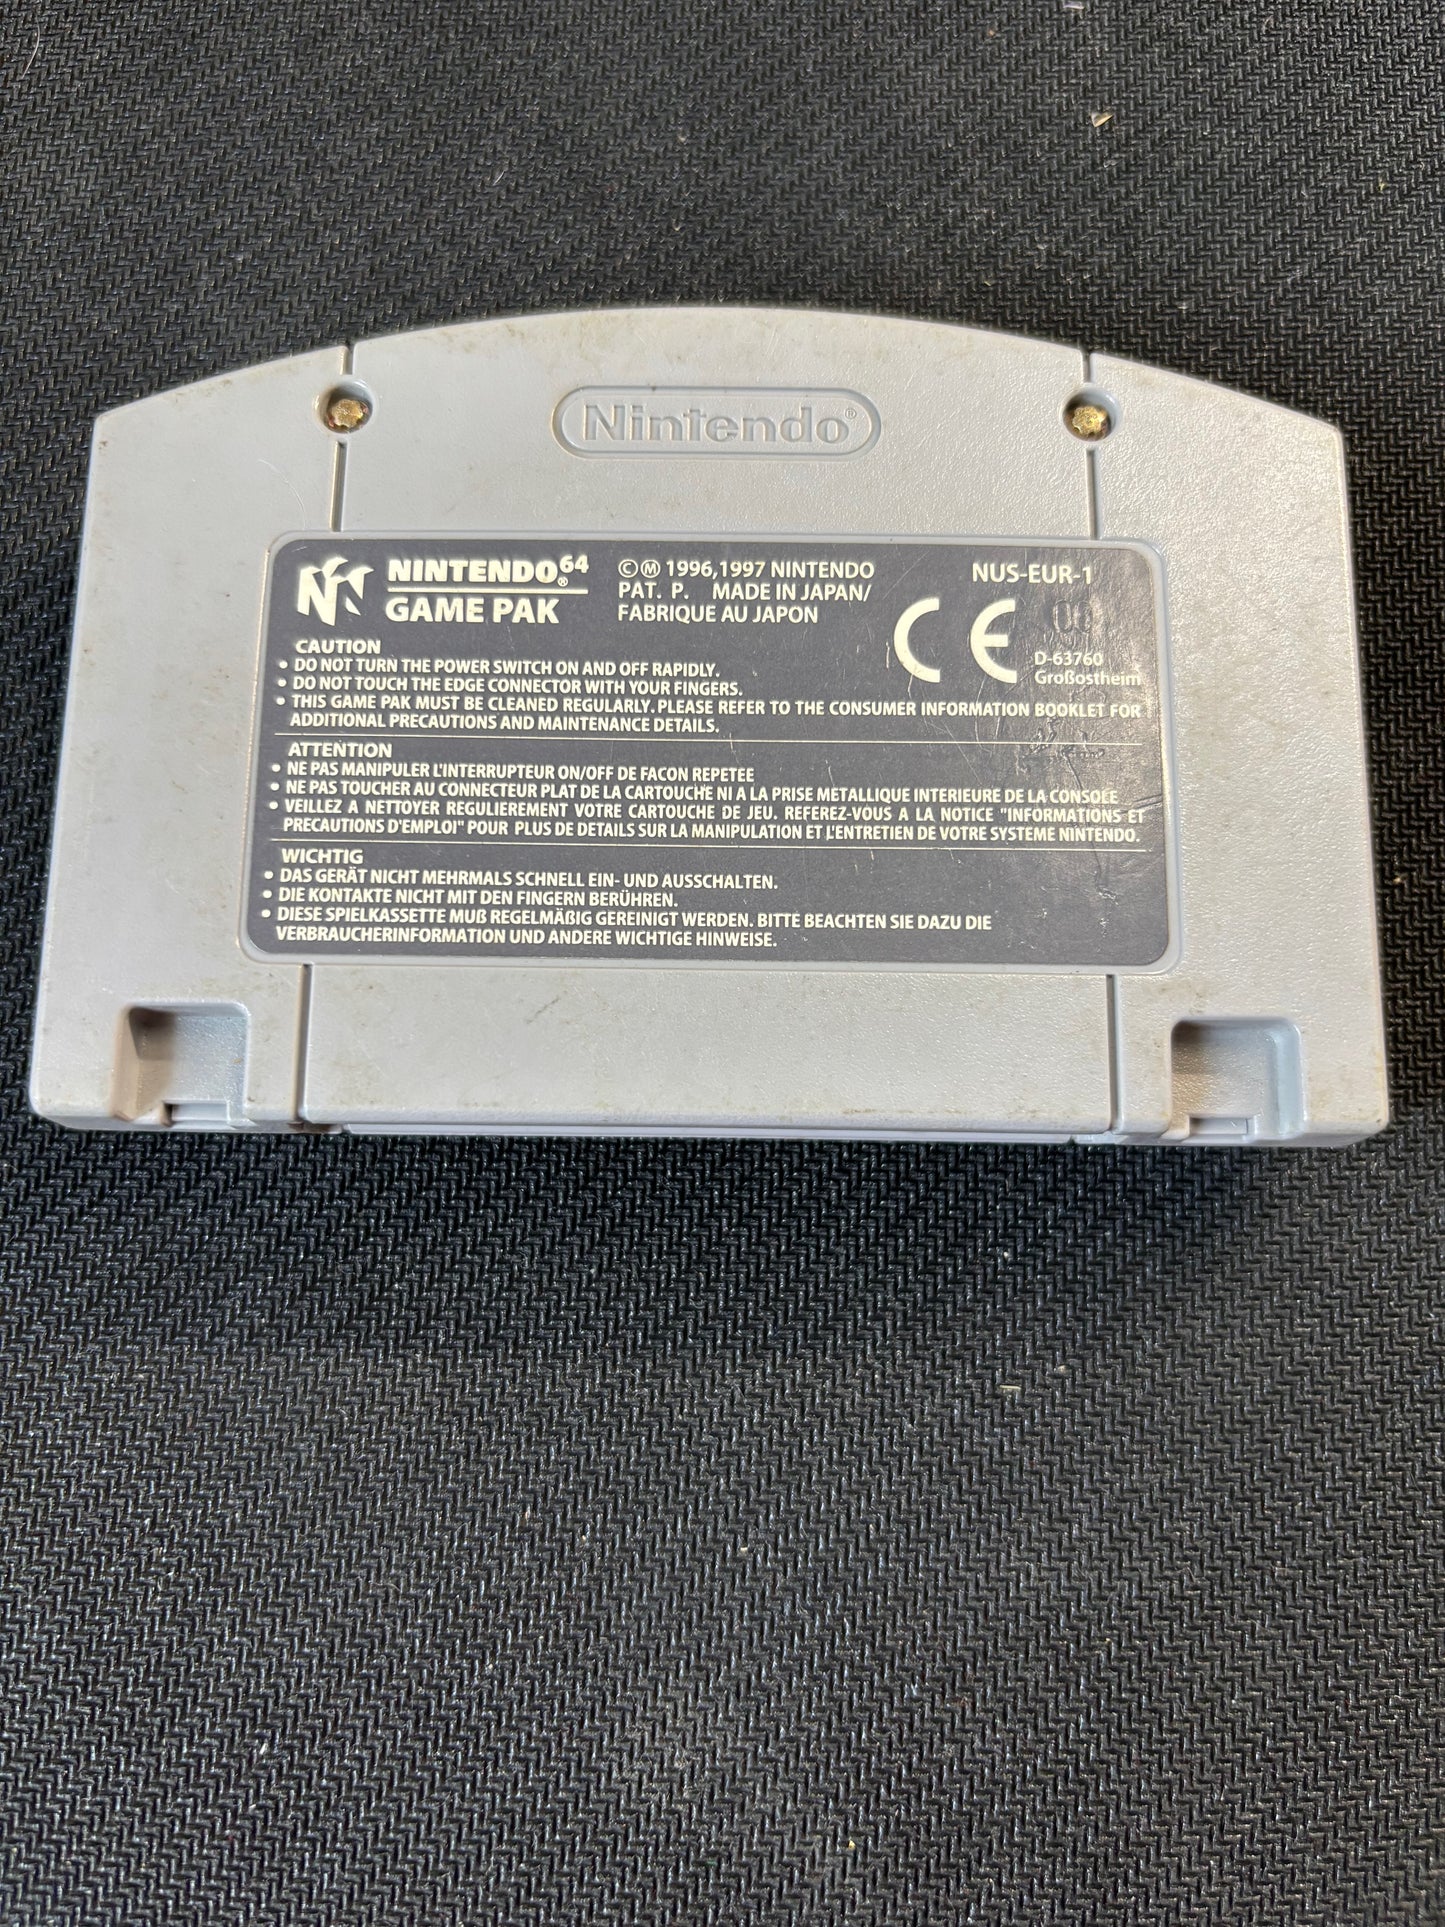 Nintendo®
NINTENDO64®
GAME PAK
©Ⓜ 1996,1997 NINTENDO
PAT. P. MADE IN JAPAN/
FABRIQUE AU JAPON
NUS-EUR-1
CE
D-63760
Großostheim
CAUTION
• DO NOT TURN THE POWER SWITCH ON AND OFF RAPIDLY.
• DO NOT TOUCH THE EDGE CONNECTOR WITH YOUR FINGERS.
• THIS GAME PAK MUST BE CLEANED REGULARLY. PLEASE REFER TO THE CONSUMER INFORMATION BOOKLET FOR
ADDITIONAL PRECAUTIONS AND MAINTENANCE DETAILS.
ATTENTION
• NE PAS MANIPULER L'INTERRUPTEUR ON/OFF DE FACON REPETEE
• NE PAS TOUCHER AU CONNECTEUR PLAT DE LA CARTOUCHE NI A LA PRISE METALLIQUE INTERIEURE DE LA CONSOLE
• VEILLEZ A NETTOYER REGULIEREMENT VOTRE CARTOUCHE DE JEU. REFEREZ-VOUS A LA NOTICE "INFORMATIONS ET
PRECAUTIONS D'EMPLOI" POUR PLUS DE DETAILS SUR LA MANIPULATION ET L'ENTRETIEN DE VOTRE SYSTEME NINTENDO.
WICHTIG
• DAS GERÄT NICHT MEHRMALS SCHNELL EIN- UND AUSSCHALTEN.
• DIE KONTAKTE NICHT MIT DEN FINGERN BERÜHREN.
• DIESE SPIELKASSETTE MUß REGELMÄßIG GEREINIGT WERDEN. BITTE BEACHTEN SIE DAZU DIE
VERBRAUCHERINFORMATION UND ANDERE WICHTIGE HINWEISE.